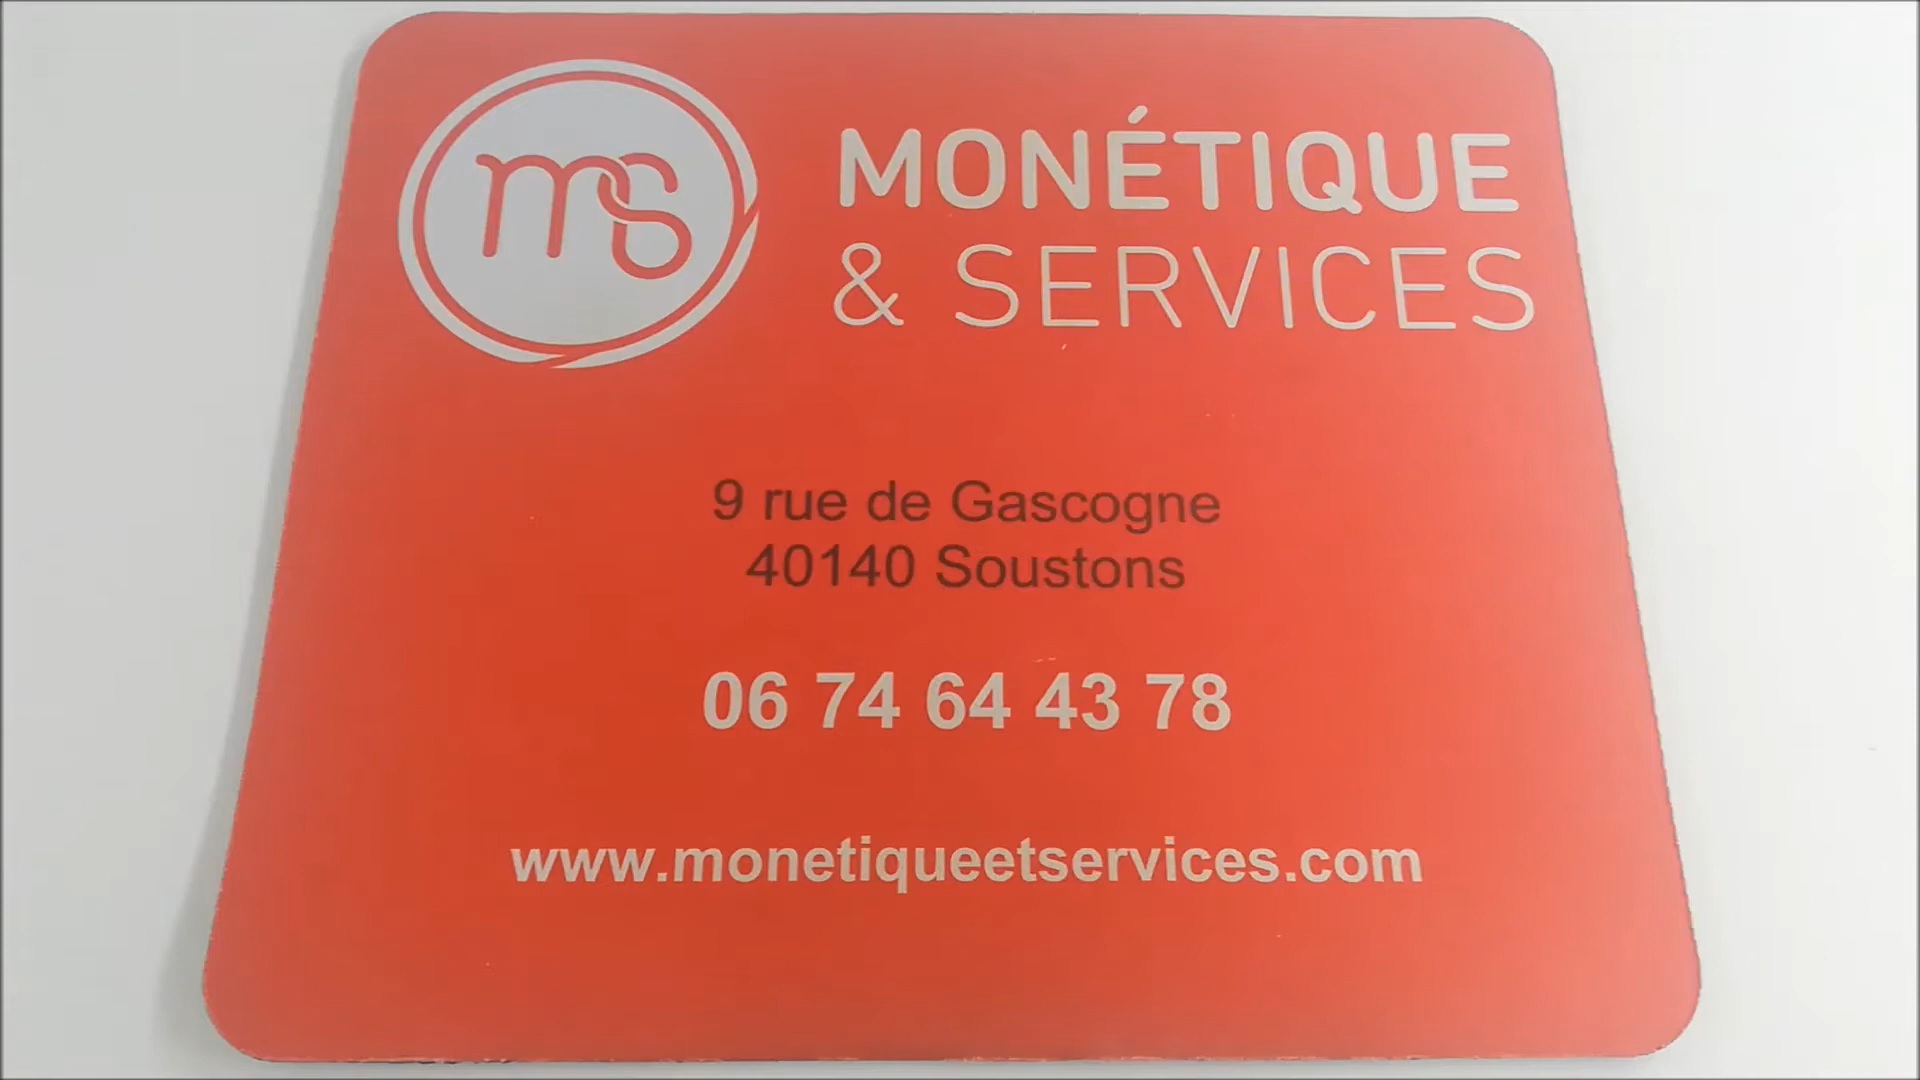 ms
MONÉTIQUE
& SERVICES
9 rue de Gascogne
40140 Soustons
06 74 64 43 78
www.monetiqueetservices.com